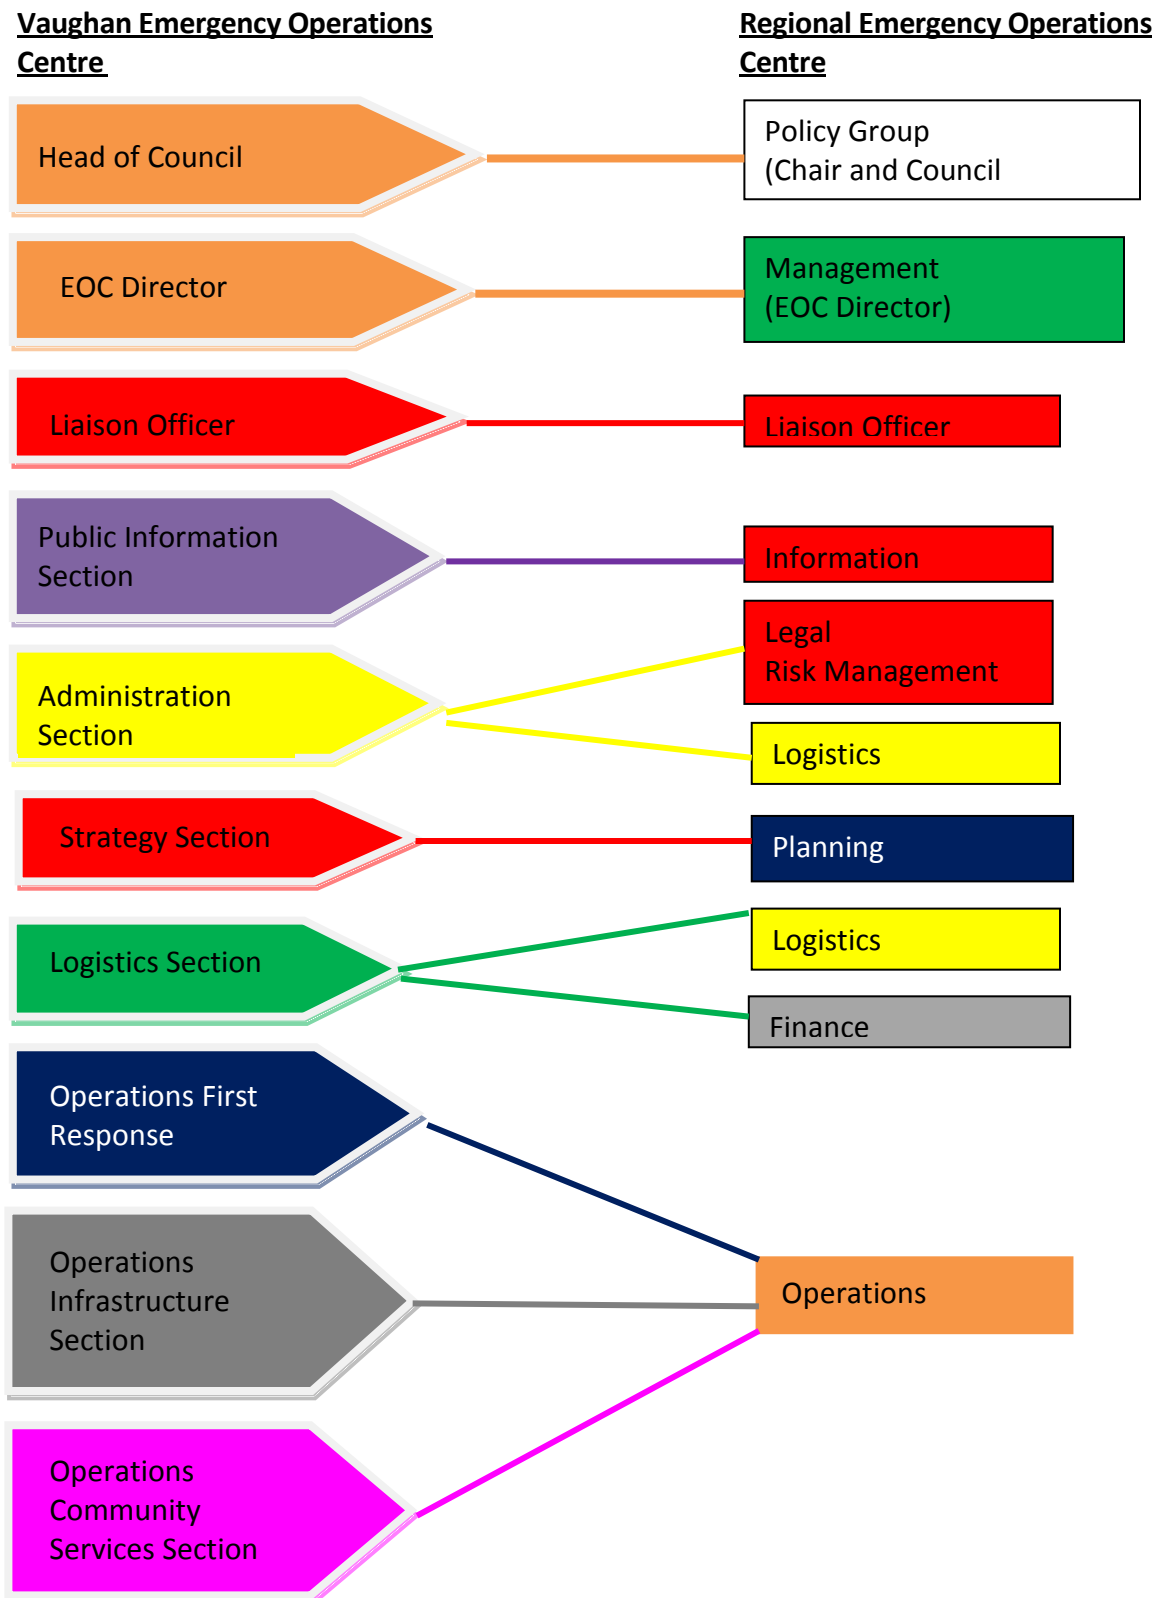 Vaughan Emergency Operations
Centre
Regional Emergency Operations
Centre
Head of Council
Policy Group
(Chair and Council
EOC Director
Management
(EOC Director)
Liaison Officer
Liaison Officer
Public Information
Section
Information
Administration
Section
Legal
Risk Management
Logistics
Strategy Section
Planning
Logistics Section
Logistics
Finance
Operations First
Response
Operations
Infrastructure
Section
Operations
Operations
Community
Services Section